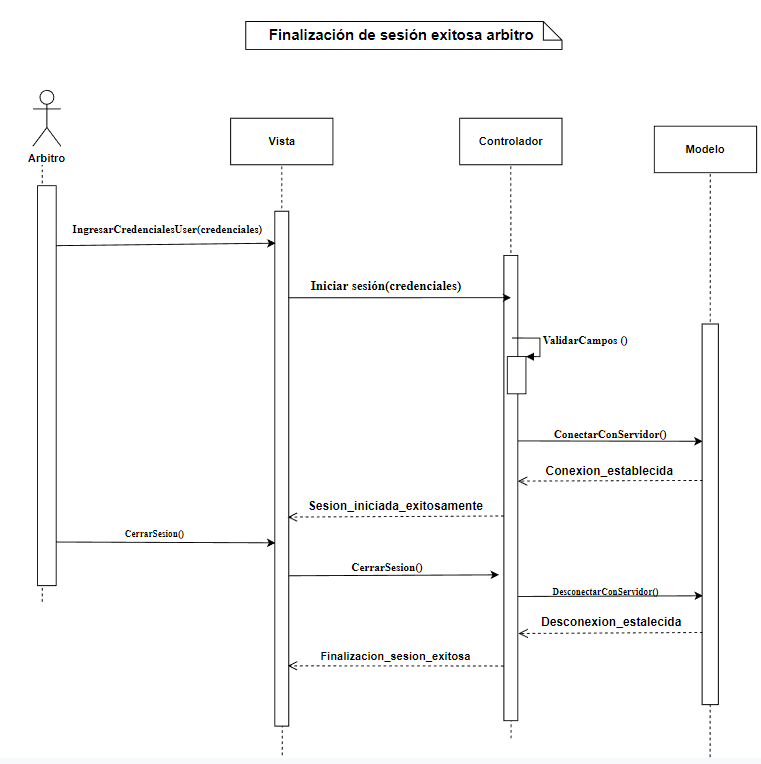 Finalización de sesión exitosa arbitro
Arbitro
Vista
Controlador
Modelo
IngresarCredencialesUser(credenciales)
Iniciar sesión(credenciales)
ValidarCampos ()
ConectarConServidor()
Conexion_establecida
Sesion_iniciada_exitosamente
CerrarSesion()
CerrarSesion()
DesconectarConServidor()
Desconexion_estalecida
Finalizacion_sesion_exitosa